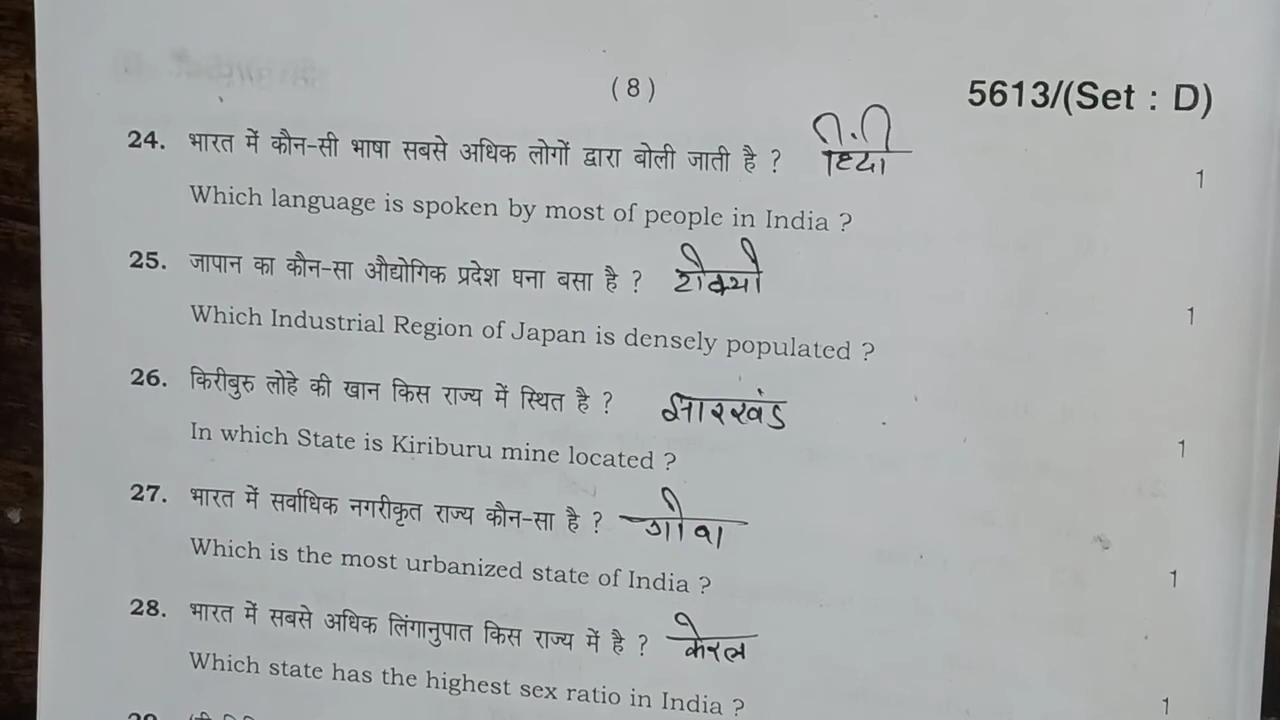 (8)
5613/(Set : D)
24. भारत में कौन-सी भाषा सबसे अधिक लोगों द्वारा बोली जाती है ? हिन्दी
1
Which language is spoken by most of people in India ?
25. जापान का कौन-सा औद्योगिक प्रदेश घना बसा है ? टोक्यो
1
Which Industrial Region of Japan is densely populated ?
26. किरीबुरु लोहे की खान किस राज्य में स्थित है ? झारखंड
1
In which State is Kiriburu mine located ?
27. भारत में सर्वाधिक नगरीकृत राज्य कौन-सा है ? गोवा
1
Which is the most urbanized state of India ?
28. भारत में सबसे अधिक लिंगानुपात किस राज्य में है ? केरल
1
Which state has the highest sex ratio in India ?